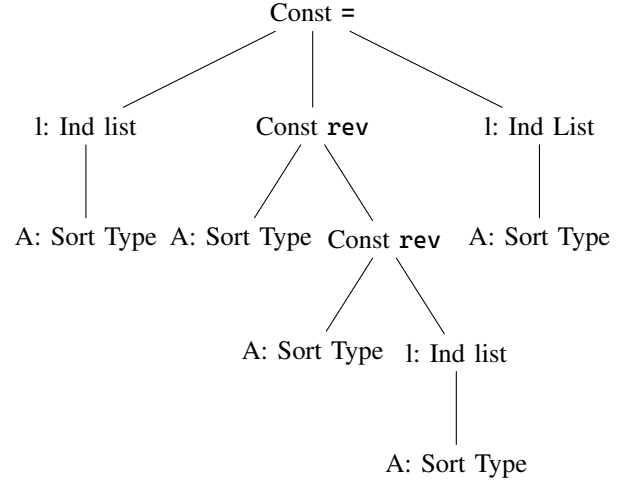 Const =
l: Ind list Const rev l: Ind List
A: Sort Type A: Sort Type Const rev A: Sort Type
A: Sort Type l: Ind list
A: Sort Type